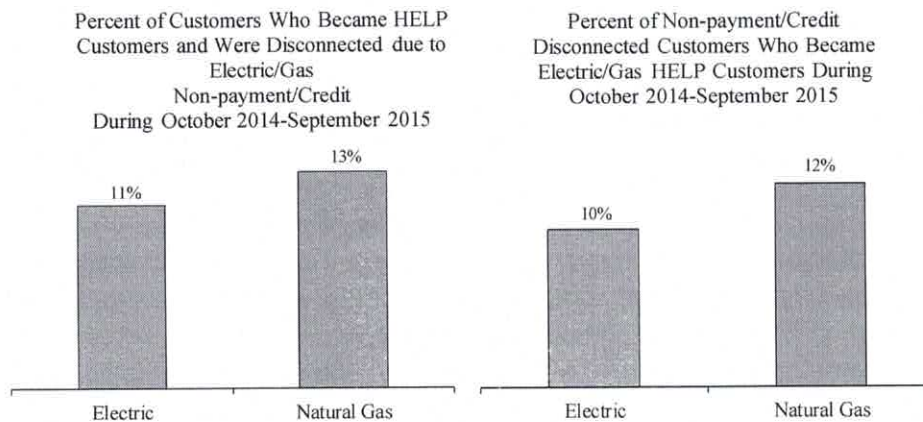 Percent of Customers Who Became HELP
Customers and Were Disconnected due to
Electric/Gas
Non-payment/Credit
During October 2014-September 2015
13%
11%
Electric
Natural Gas
Percent of Non-payment/Credit
Disconnected Customers Who Became
Electric/Gas HELP Customers During
October 2014-September 2015
12%
10%
Electric
Natural Gas